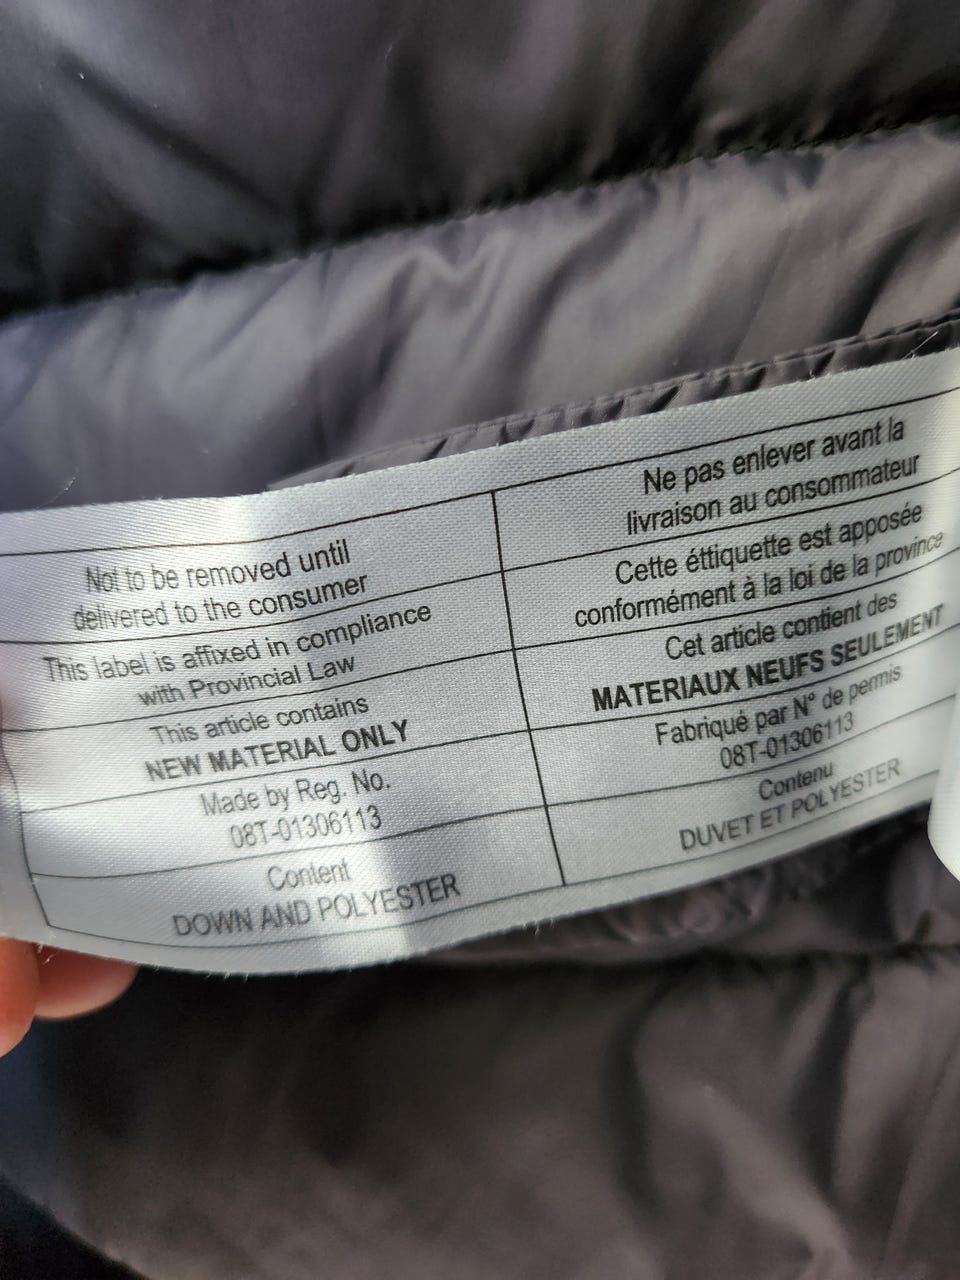 Not to be removed until
delivered to the consumer
This label is affixed in compliance
with Provincial Law
This article contains
NEW MATERIAL ONLY
Made by Reg. No.
08T-01306113
Content
DOWN AND POLYESTER
Ne pas enlever avant la
livraison au consommateur
Cette éttiquette est apposée
conformément à la loi de la province
Cet article contient des
MATERIAUX NEUFS SEULEMENT
Fabriqué par N° de permis
08T-01306113
Contenu
DUVET ET POLYESTER